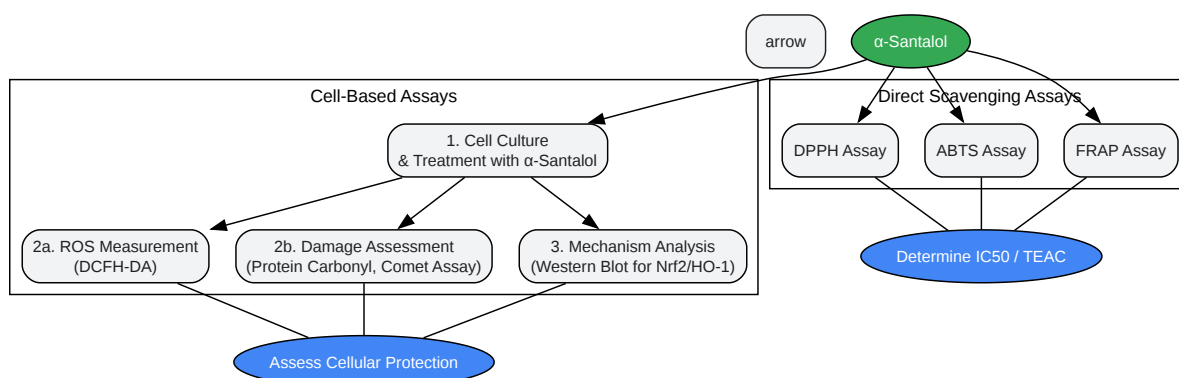 arrow
α-Santalol
Cell-Based Assays
Direct Scavenging Assays
1. Cell Culture
& Treatment with α-Santalol
DPPH Assay
ABTS Assay
FRAP Assay
2a. ROS Measurement
(DCFH-DA)
2b. Damage Assessment
(Protein Carbonyl, Comet Assay)
3. Mechanism Analysis
(Western Blot for Nrf2/HO-1)
Determine IC50 / TEAC
Assess Cellular Protection